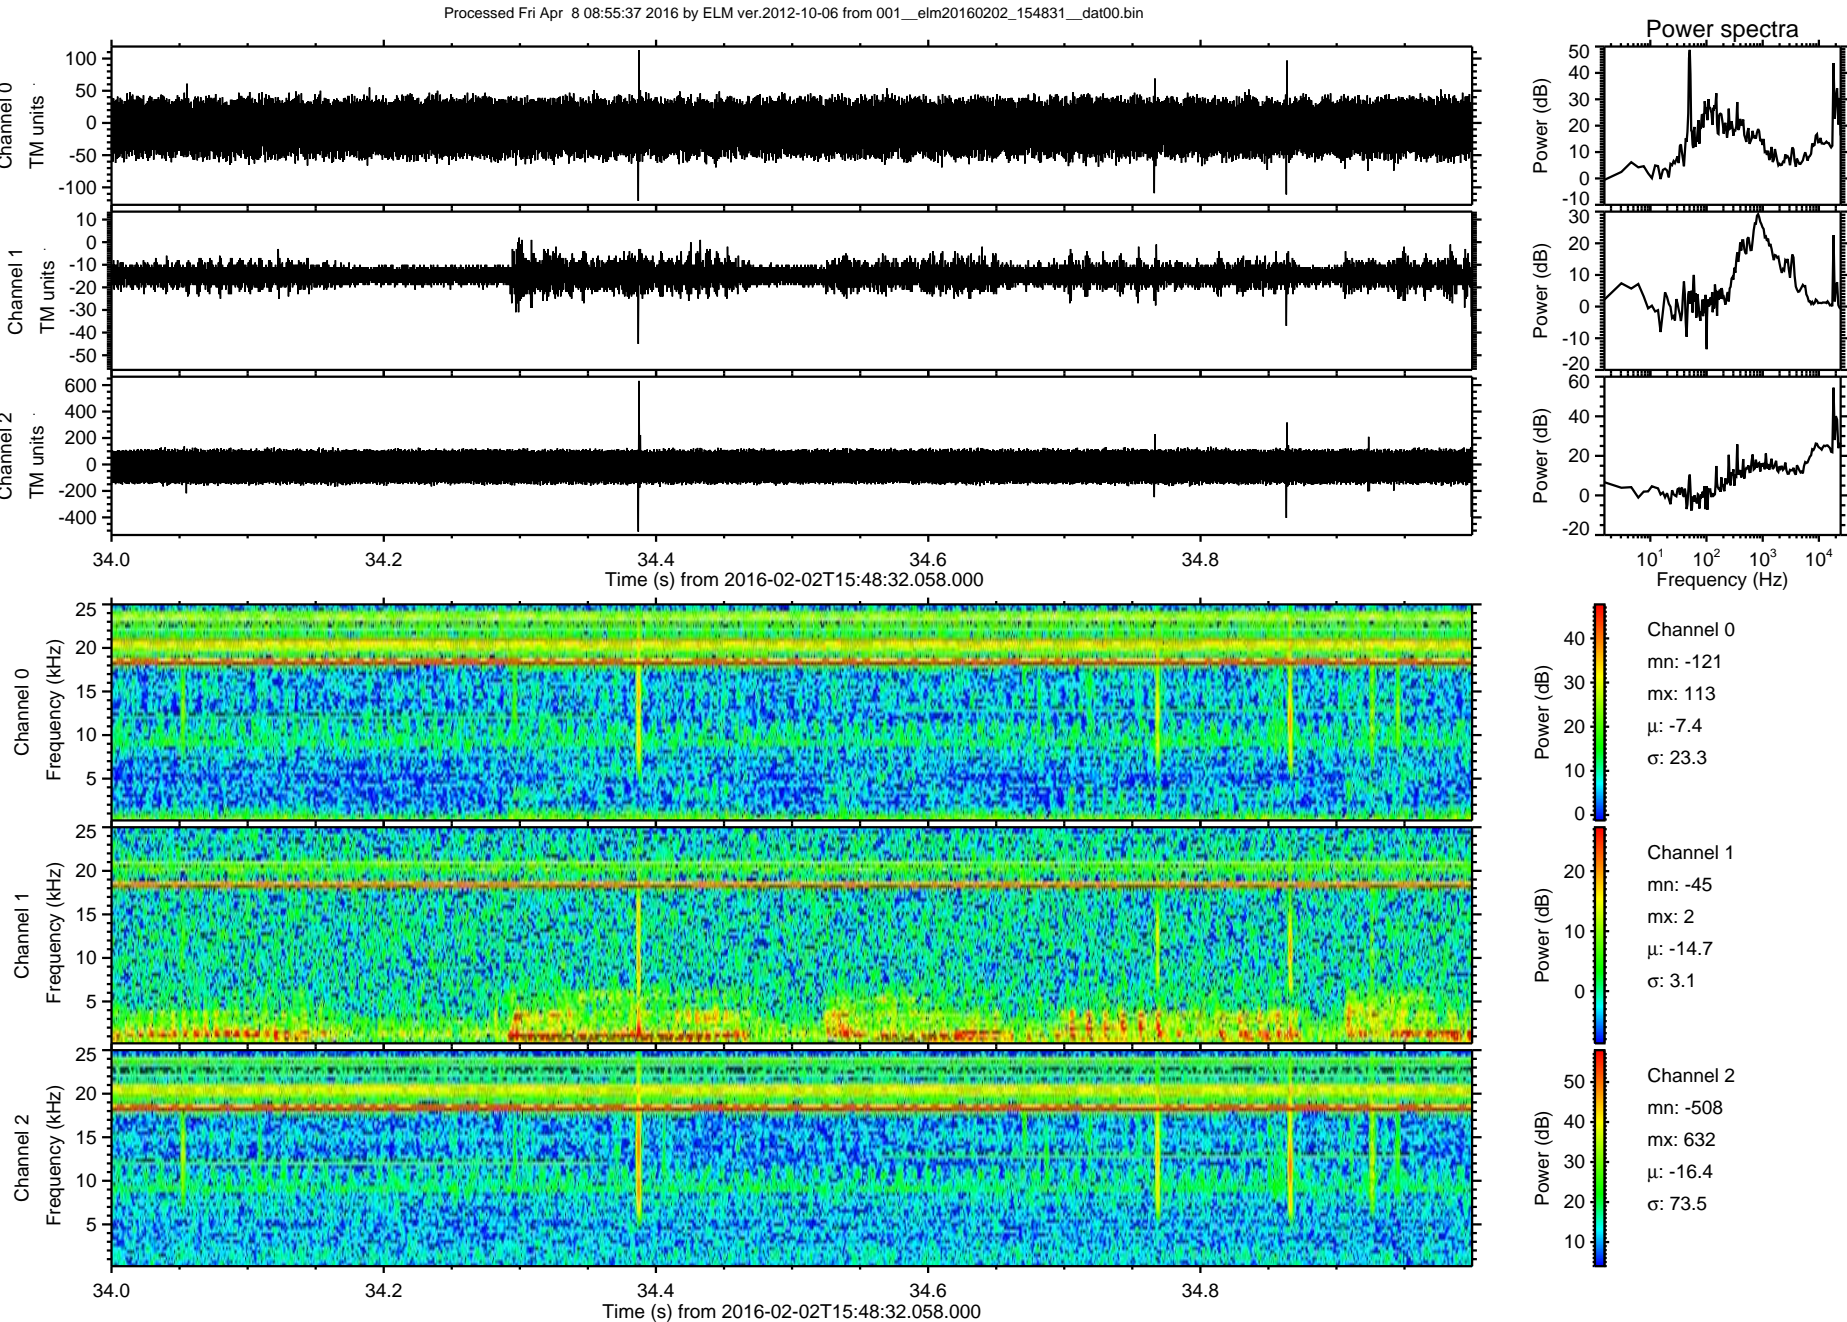 Processed Fri Apr  8 08:55:37 2016 by ELM ver.2012-10-06 from 001__elm20160202_154831__dat00.bin
Power spectra
Channel 0
TM units
100
50
0
-50
-100
Power (dB)
50
40
30
20
10
0
-10
Channel 1
TM units
10
0
-10
-20
-30
-40
-50
Power (dB)
30
20
10
0
-10
-20
Channel 2
TM units
600
400
200
0
-200
-400
Power (dB)
60
40
20
0
-20
34.0 34.2 34.4 34.6 34.8
Time (s) from 2016-02-02T15:48:32.058.000
10^1 10^2 10^3 10^4
Frequency (Hz)
Channel 0
Frequency (kHz)
25
20
15
10
5
Power (dB)
40
30
20
10
0
Channel 0
mn: -121
mx: 113
μ: -7.4
σ: 23.3
Channel 1
Frequency (kHz)
25
20
15
10
5
Power (dB)
20
10
0
Channel 1
mn: -45
mx: 2
μ: -14.7
σ: 3.1
Channel 2
Frequency (kHz)
25
20
15
10
5
Power (dB)
50
40
30
20
10
Channel 2
mn: -508
mx: 632
μ: -16.4
σ: 73.5
34.0 34.2 34.4 34.6 34.8
Time (s) from 2016-02-02T15:48:32.058.000